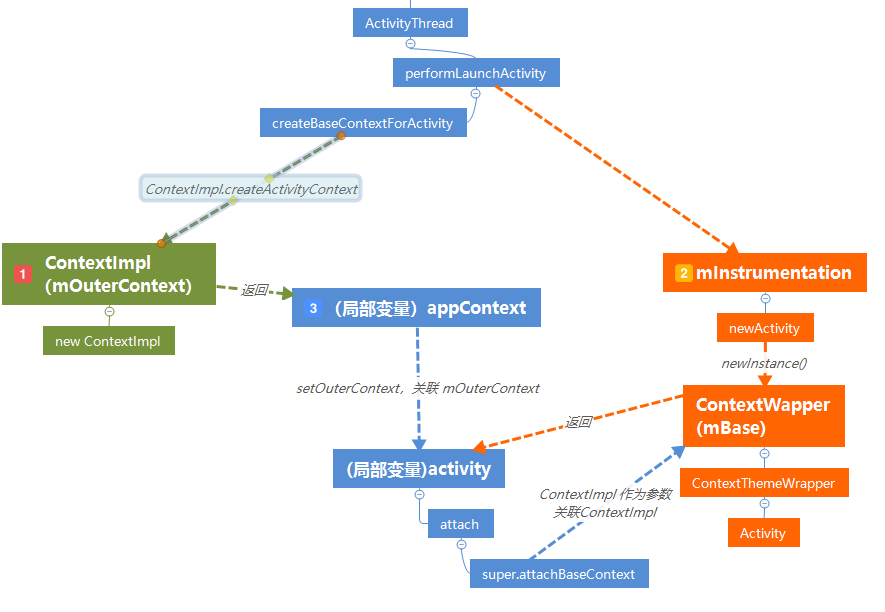 ActivityThread
performLaunchActivity
createBaseContextForActivity
ContextImpl.createActivityContext
1 ContextImpl
(mOuterContext)
new ContextImpl
返回
3 （局部变量）appContext
2 mInstrumentation
newActivity
newInstance()
setOuterContext，关联 mOuterContext
ContextWapper
(mBase)
返回
(局部变量)activity
ContextThemeWrapper
ContextImpl 作为参数
关联ContextImpl
attach
Activity
super.attachBaseContext